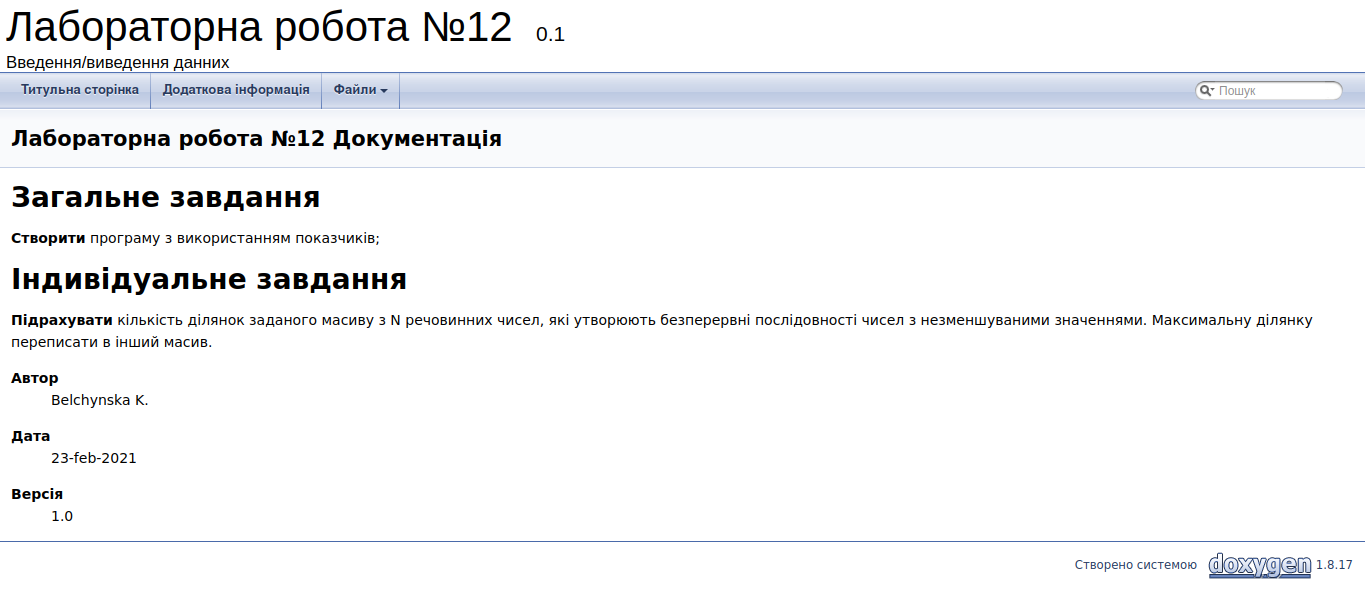 Лабораторна робота №12 0.1
Введення/виведення данних
Титульна сторінка Додаткова інформація Файли Пошук
Лабораторна робота №12 Документація
Загальне завдання
Створити програму з використанням показчиків;
Індивідуальне завдання
Підрахувати кількість ділянок заданого масиву з N речовинних чисел, які утворюють безперервні послідовності чисел з незменшуваними значеннями. Максимальну ділянку
переписати в інший масив.
Автор
Belchynska K.
Дата
23-feb-2021
Версія
1.0
Створено системою doxygen 1.8.17